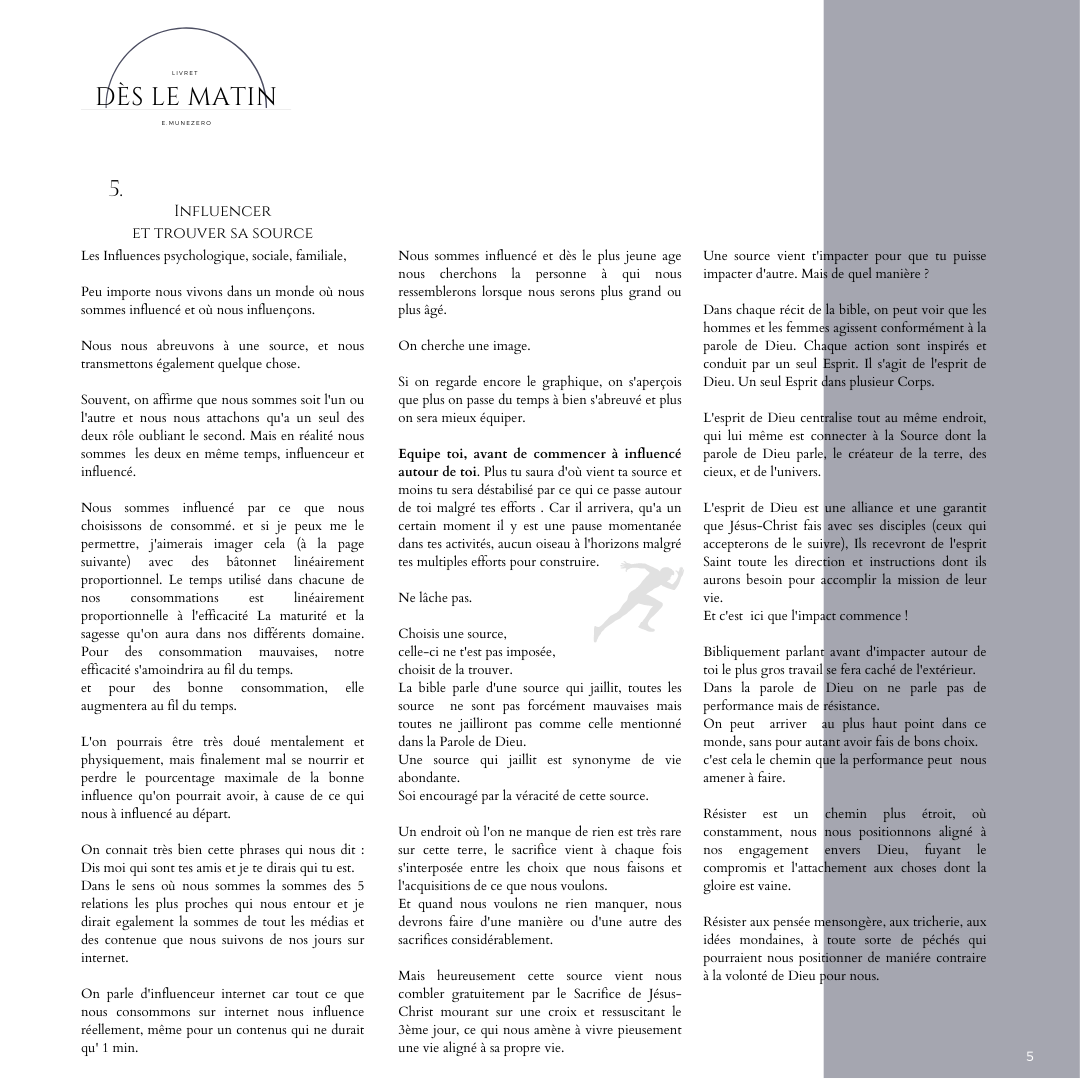 LIVRET
DÈS LE MATIN
E.MUNEZERO
5.
Influencer
et trouver sa source
Les Influences psychologique, sociale, familiale,
Peu importe nous vivons dans un monde où nous
sommes influencé et où nous influençons.
Nous nous abreuvons à une source, et nous
transmettons également quelque chose.
Souvent, on affirme que nous sommes soit l'un ou
l'autre et nous nous attachons qu'a un seul des
deux rôle oubliant le second. Mais en réalité nous
sommes les deux en même temps, influenceur et
influencé.
Nous sommes influencé par ce que nous
choisissons de consommé. et si je peux me le
permettre, j'aimerais imager cela (à la page
suivante) avec des bâtonnet linéairement
proportionnel. Le temps utilisé dans chacune de
nos consommations est linéairement
proportionnelle à l'efficacité La maturité et la
sagesse qu'on aura dans nos différents domaine.
Pour des consommation mauvaises, notre
efficacité s'amoindrira au fil du temps.
et pour des bonne consommation, elle
augmentera au fil du temps.
L'on pourrais être très doué mentalement et
physiquement, mais finalement mal se nourrir et
perdre le pourcentage maximale de la bonne
influence qu'on pourrait avoir, à cause de ce qui
nous à influencé au départ.
On connait très bien cette phrases qui nous dit :
Dis moi qui sont tes amis et je te dirais qui tu est.
Dans le sens où nous sommes la sommes des 5
relations les plus proches qui nous entour et je
dirait egalement la sommes de tout les médias et
des contenue que nous suivons de nos jours sur
internet.
On parle d'influenceur internet car tout ce que
nous consommons sur internet nous influence
réellement, même pour un contenus qui ne durait
qu' 1 min.
Nous sommes influencé et dès le plus jeune age
nous cherchons la personne à qui nous
ressemblerons lorsque nous serons plus grand ou
plus âgé.
On cherche une image.
Si on regarde encore le graphique, on s'aperçois
que plus on passe du temps à bien s'abreuvé et plus
on sera mieux équiper.
Equipe toi, avant de commencer à influencé
autour de toi. Plus tu saura d'où vient ta source et
moins tu sera déstabilisé par ce qui ce passe autour
de toi malgré tes efforts . Car il arrivera, qu'a un
certain moment il y est une pause momentanée
dans tes activités, aucun oiseau à l'horizons malgré
tes multiples efforts pour construire.
Ne lâche pas.
Choisis une source,
celle-ci ne t'est pas imposée,
choisit de la trouver.
La bible parle d'une source qui jaillit, toutes les
source ne sont pas forcément mauvaises mais
toutes ne jailliront pas comme celle mentionné
dans la Parole de Dieu.
Une source qui jaillit est synonyme de vie
abondante.
Soi encouragé par la véracité de cette source.
Un endroit où l'on ne manque de rien est très rare
sur cette terre, le sacrifice vient à chaque fois
s'interposée entre les choix que nous faisons et
l'acquisitions de ce que nous voulons.
Et quand nous voulons ne rien manquer, nous
devrons faire d'une manière ou d'une autre des
sacrifices considérablement.
Mais heureusement cette source vient nous
combler gratuitement par le Sacrifice de Jésus-
Christ mourant sur une croix et ressuscitant le
3ème jour, ce qui nous amène à vivre pieusement
une vie aligné à sa propre vie.
Une source vient t'impacter pour que tu puisse
impacter d'autre. Mais de quel manière ?
Dans chaque récit de la bible, on peut voir que les
hommes et les femmes agissent conformément à la
parole de Dieu. Chaque action sont inspirés et
conduit par un seul Esprit. Il s'agit de l'esprit de
Dieu. Un seul Esprit dans plusieur Corps.
L'esprit de Dieu centralise tout au même endroit,
qui lui même est connecter à la Source dont la
parole de Dieu parle, le créateur de la terre, des
cieux, et de l'univers.
L'esprit de Dieu est une alliance et une garantit
que Jésus-Christ fais avec ses disciples (ceux qui
accepterons de le suivre), Ils recevront de l'esprit
Saint toute les direction et instructions dont ils
aurons besoin pour accomplir la mission de leur
vie.
Et c'est ici que l'impact commence !
Bibliquement parlant avant d'impacter autour de
toi le plus gros travail se fera caché de l'extérieur.
Dans la parole de Dieu on ne parle pas de
performance mais de résistance.
On peut arriver au plus haut point dans ce
monde, sans pour autant avoir fais de bons choix.
c'est cela le chemin que la performance peut nous
amener à faire.
Résister est un chemin plus étroit, où
constamment, nous nous positionnons aligné à
nos engagement envers Dieu, fuyant le
compromis et l'attachement aux choses dont la
gloire est vaine.
Résister aux pensée mensongère, aux tricherie, aux
idées mondaines, à toute sorte de péchés qui
pourraient nous positionner de maniére contraire
à la volonté de Dieu pour nous.
5